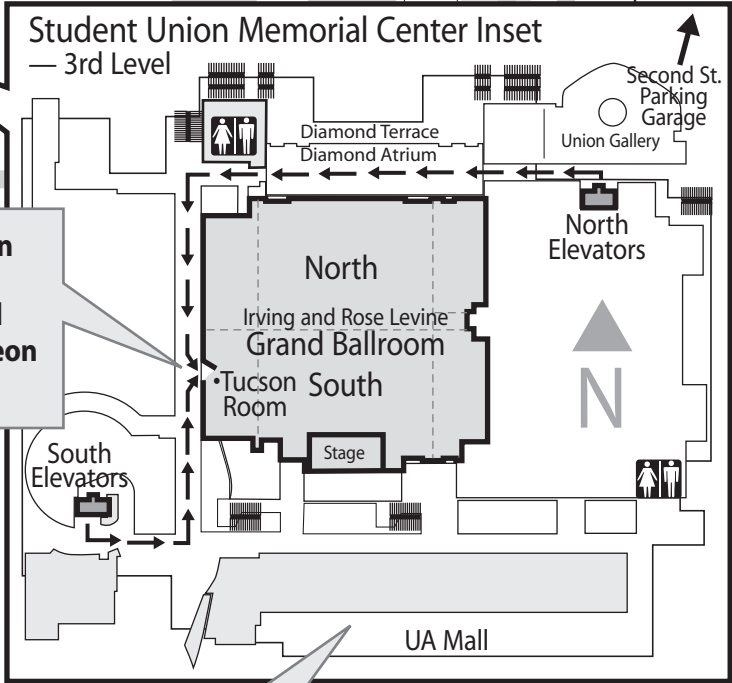 Student Union Memorial Center Inset
— 3rd Level
Second St.
Parking
Garage
Diamond Terrace
Union Gallery
Diamond Atrium
North
Elevators
North
Irving and Rose Levine
Grand Ballroom
•Tucson
Room
South
N
Stage
South
Elevators
UA Mall